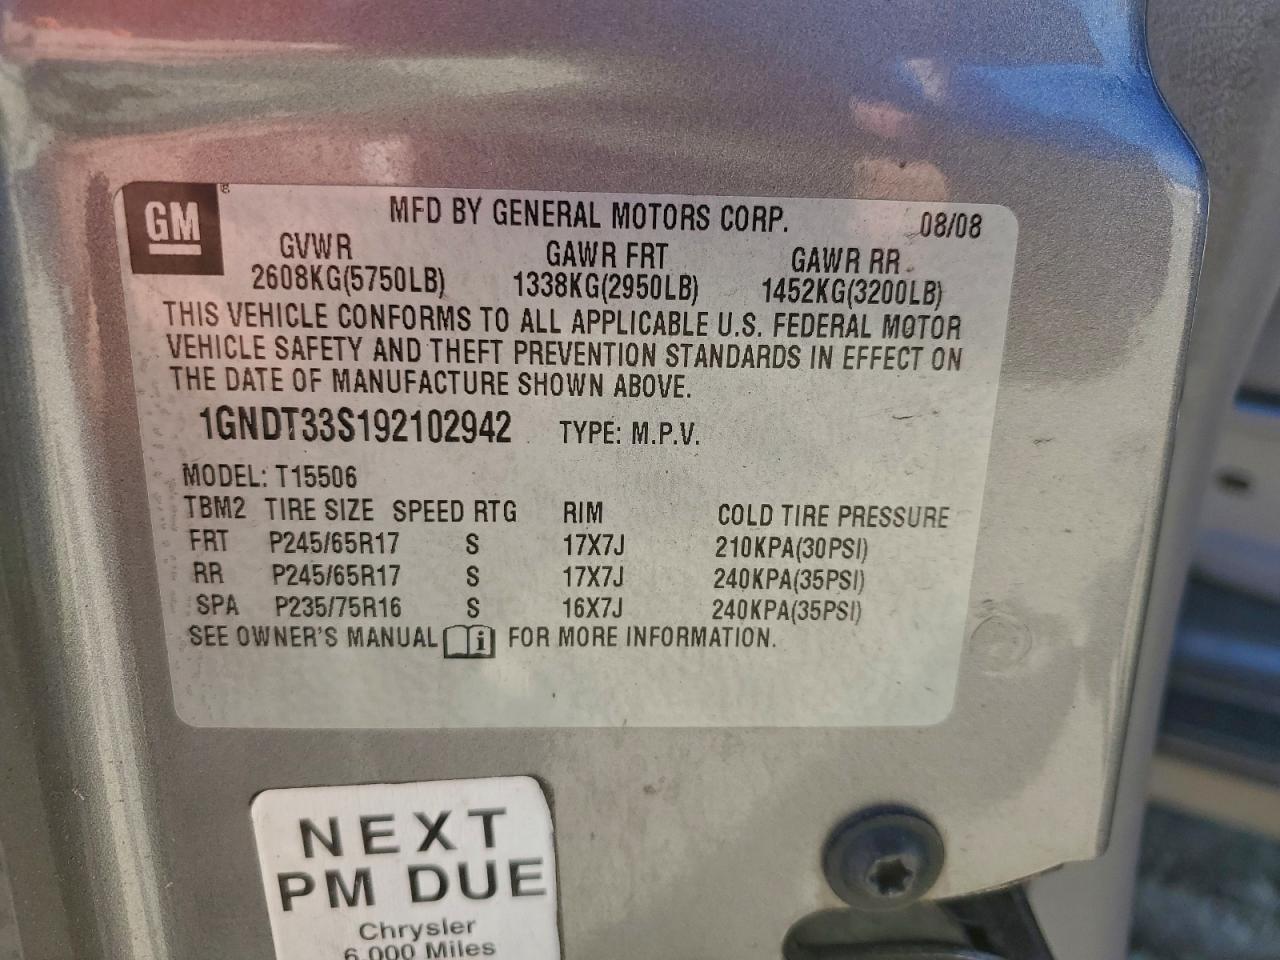 GM® MFD BY GENERAL MOTORS CORP. 08/08
GVWR GAWR FRT GAWR RR
2608KG(5750LB) 1338KG(2950LB) 1452KG(3200LB)
THIS VEHICLE CONFORMS TO ALL APPLICABLE U.S. FEDERAL MOTOR
VEHICLE SAFETY AND THEFT PREVENTION STANDARDS IN EFFECT ON
THE DATE OF MANUFACTURE SHOWN ABOVE.
1GNDT33S192102942 TYPE: M.P.V.
MODEL: T15506
TBM2 TIRE SIZE SPEED RTG RIM COLD TIRE PRESSURE
FRT P245/65R17 S 17X7J 210KPA(30PSI)
RR P245/65R17 S 17X7J 240KPA(35PSI)
SPA P235/75R16 S 16X7J 240KPA(35PSI)
SEE OWNER'S MANUAL i FOR MORE INFORMATION.
NEXT
PM DUE
Chrysler
6,000 Miles